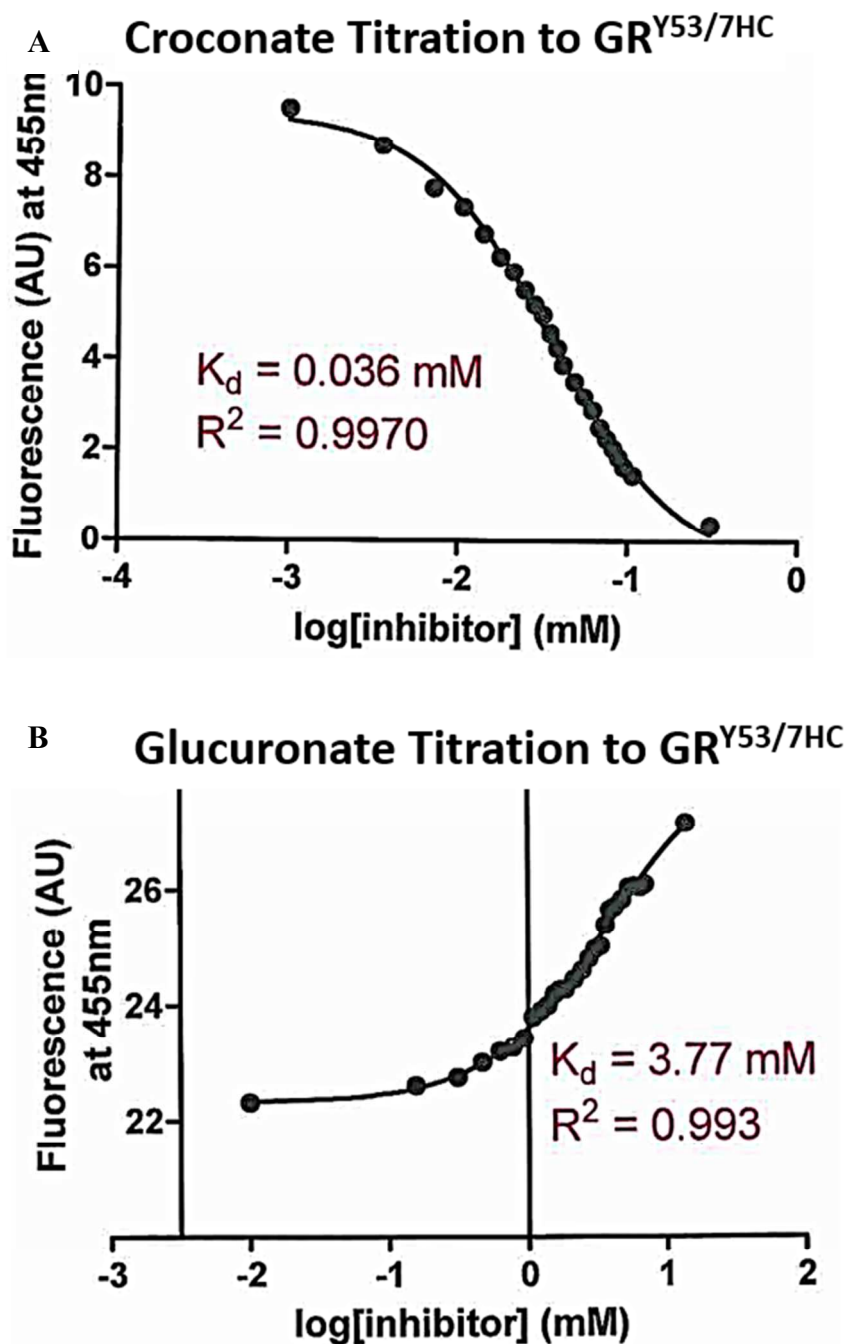 A
Croconate Titration to GR^Y53/7HC
Fluorescence (AU) at 455nm
10
8
6
4
2
0
K_d = 0.036 mM
R² = 0.9970
-4 -3 -2 -1 0
log[inhibitor] (mM)
B
Glucuronate Titration to GR^Y53/7HC
Fluorescence (AU)
at 455nm
26
24
22
K_d = 3.77 mM
R² = 0.993
-3 -2 -1 0 1 2
log[inhibitor] (mM)